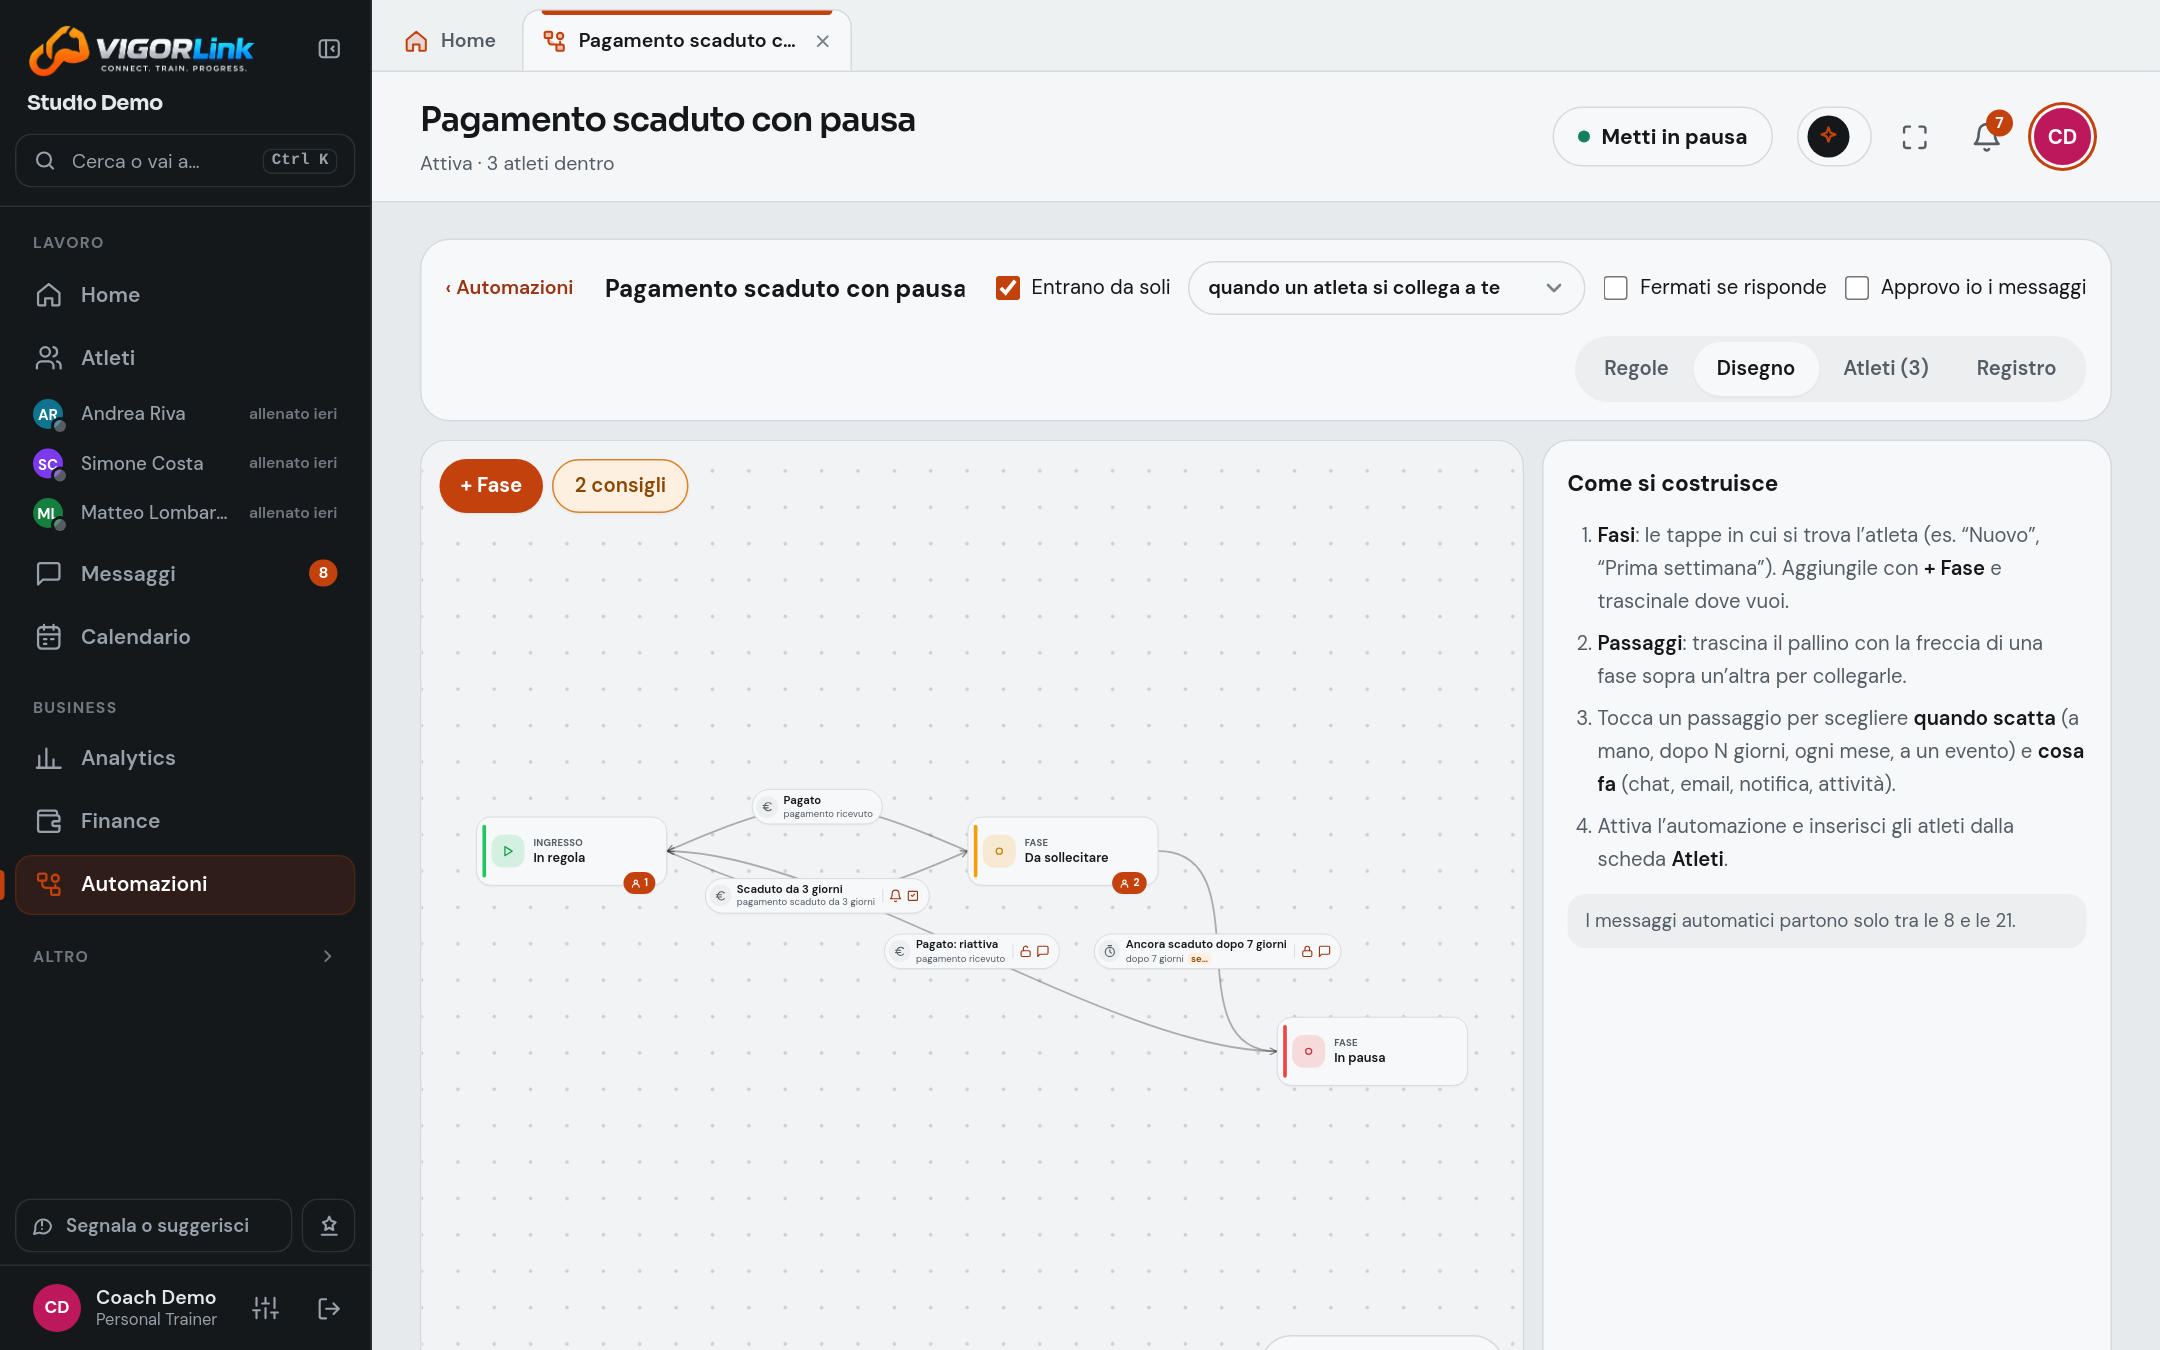 VIGORLink
CONNECT. TRAIN. PROGRESS.
Studio Demo
Cerca o vai a...
Ctrl K
LAVORO
Home
Atleti
AR
Andrea Riva
allenato ieri
SC
Simone Costa
allenato ieri
Matteo Lombar...
allenato ieri
Messaggi
8
Calendario
BUSINESS
Analytics
Finance
Automazioni
ALTRO
Segnala o suggerisci
CD
Coach Demo
Personal Trainer
Home
Pagamento scaduto c...
Pagamento scaduto con pausa
Attiva · 3 atleti dentro
Metti in pausa
7
CD
‹ Automazioni
Pagamento scaduto con pausa
Entrano da soli
quando un atleta si collega a te
Fermati se risponde
Approvo io i messaggi
Regole
Disegno
Atleti (3)
Registro
+ Fase
2 consigli
Pagato
pagamento ricevuto
INGRESSO
In regola
1
FASE
Da sollecitare
2
Scaduto da 3 giorni
pagamento scaduto da 3 giorni
Pagato: riattiva
pagamento ricevuto
Ancora scaduto dopo 7 giorni
dopo 7 giorni
se...
FASE
In pausa
Come si costruisce
1. Fasi: le tappe in cui si trova l’atleta (es. “Nuovo”,
“Prima settimana”). Aggiungile con + Fase e
trascinale dove vuoi.
2. Passaggi: trascina il pallino con la freccia di una
fase sopra un’altra per collegarle.
3. Tocca un passaggio per scegliere quando scatta (a
mano, dopo N giorni, ogni mese, a un evento) e cosa
fa (chat, email, notifica, attività).
4. Attiva l’automazione e inserisci gli atleti dalla
scheda Atleti.
I messaggi automatici partono solo tra le 8 e le 21.